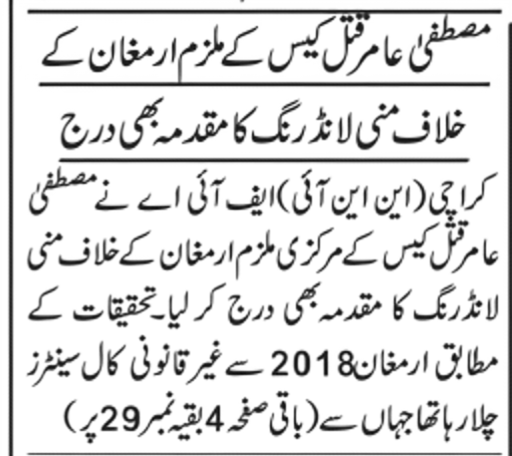 مصطفیٰ عامر قتل کیس کے ملزم ارمغان کے
خلاف منی لانڈرنگ کا مقدمہ بھی درج
کراچی (این این آئی) ایف آئی اے نے مصطفیٰ
عامر قتل کیس کے مرکزی ملزم ارمغان کے خلاف منی
لانڈرنگ کا مقدمہ بھی درج کر لیا۔ تحقیقات کے
مطابق ارمغان 2018 سے غیر قانونی کال سینٹرز
چلا رہا تھا جہاں سے (باقی صفحہ 4 بقیہ نمبر 29 پر)